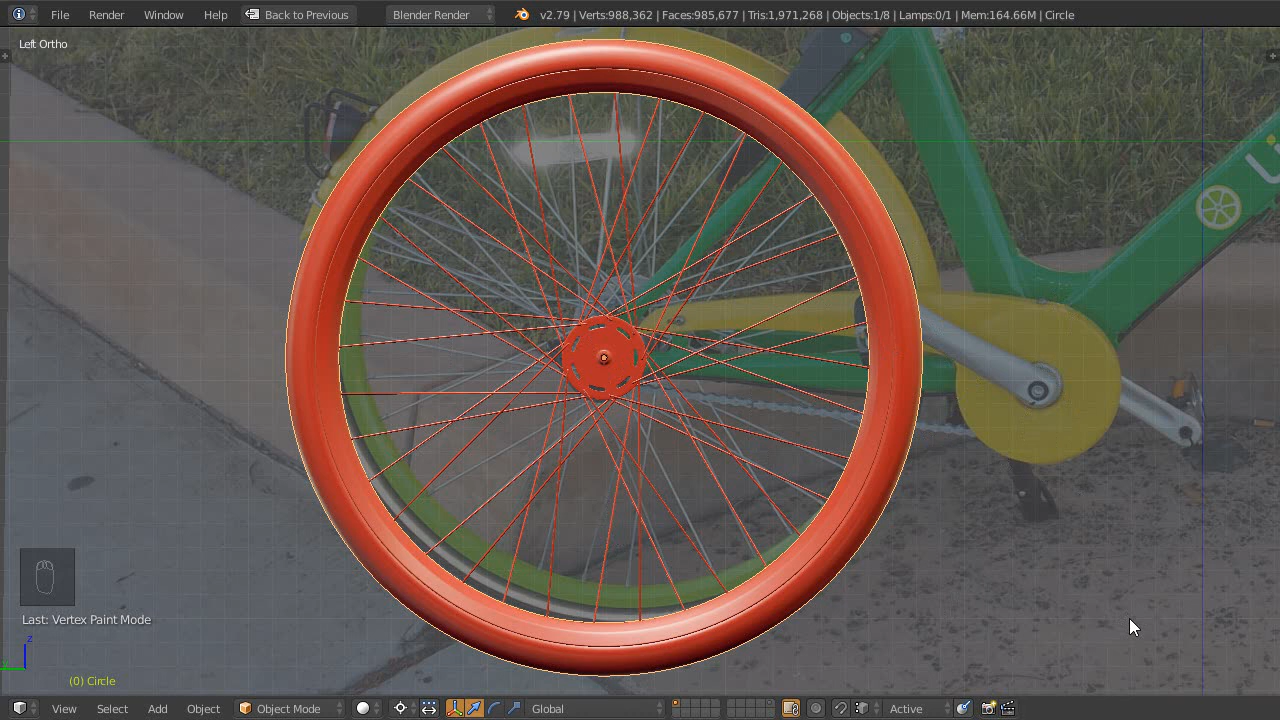 File Render Window Help Back to Previous Blender Render v2.79 | Verts:988,362 | Faces:985,677 | Tris:1,971,268 | Objects:1/8 | Lamps:0/1 | Mem:164.66M | Circle
Left Ortho
Last: Vertex Paint Mode
z
(0) Circle
View Select Add Object Object Mode Global Active